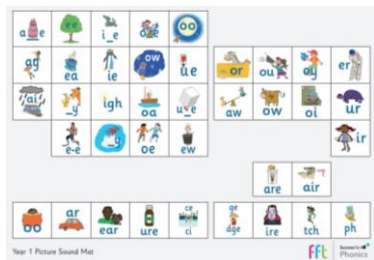 a_e ee i_e o_e oo
ay ea ie ow ue or ou oy er
ai _y igh oa u_e aw ow oi ur
e-e _y oe ew ir
are air
oo ar ear ure ce ci ge dge ire tch ph
Year 1 Picture Sound Mat
fft Success for All Phonics